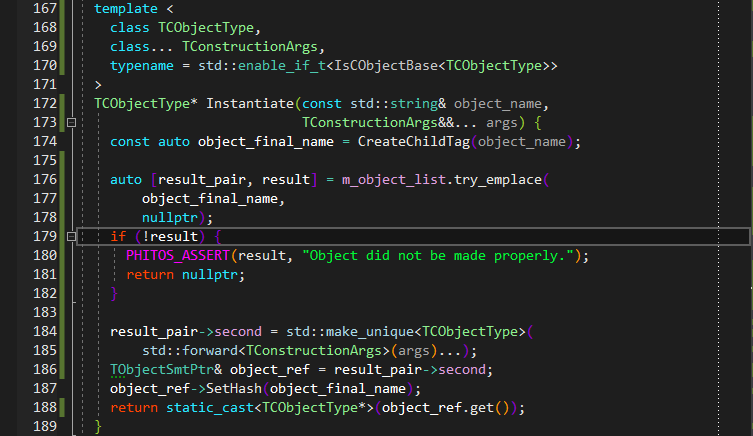 167 template <
168   class TCObjectType,
169   class... TConstructionArgs,
170   typename = std::enable_if_t<IsCObjectBase<TCObjectType>>
171 >
172 TCObjectType* Instantiate(const std::string& object_name,
173                           TConstructionArgs&&... args) {
174   const auto object_final_name = CreateChildTag(object_name);
175
176   auto [result_pair, result] = m_object_list.try_emplace(
177       object_final_name,
178       nullptr);
179   if (!result) {
180     PHITOS_ASSERT(result, "Object did not be made properly.");
181     return nullptr;
182   }
183
184   result_pair->second = std::make_unique<TCObjectType>(
185       std::forward<TConstructionArgs>(args)...);
186   TObjectSmtPtr& object_ref = result_pair->second;
187   object_ref->SetHash(object_final_name);
188   return static_cast<TCObjectType*>(object_ref.get());
189 }